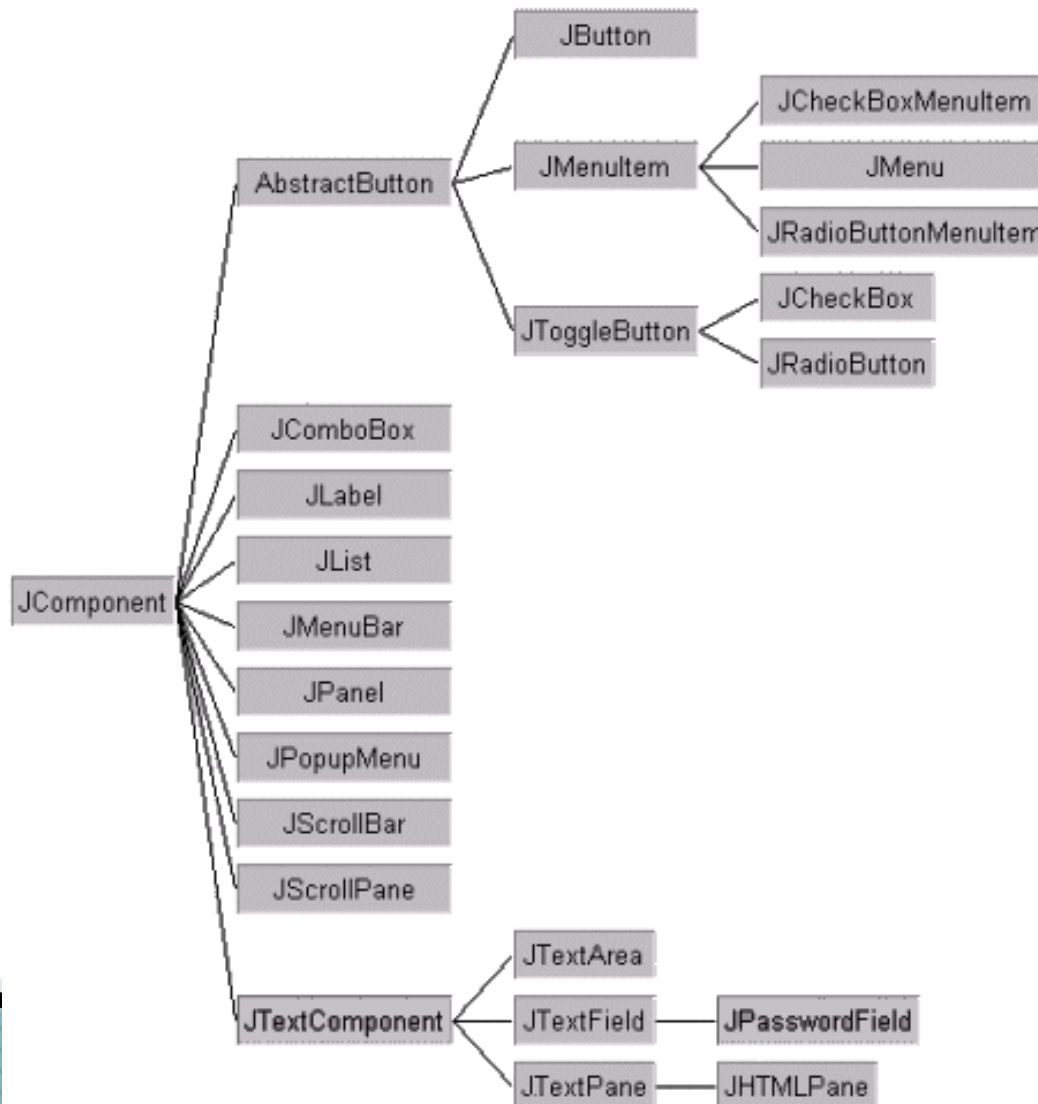 JButton
JCheckBoxMenuItem
AbstractButton
JMenuItem
JMenu
JRadioButtonMenuItem
JToggleButton
JCheckBox
JRadioButton
JComboBox
JLabel
JList
JComponent
JMenuBar
JPanel
JPopupMenu
JScrollBar
JScrollPane
JTextArea
JTextComponent
JTextField
JPasswordField
JTextPane
JHTMLPane